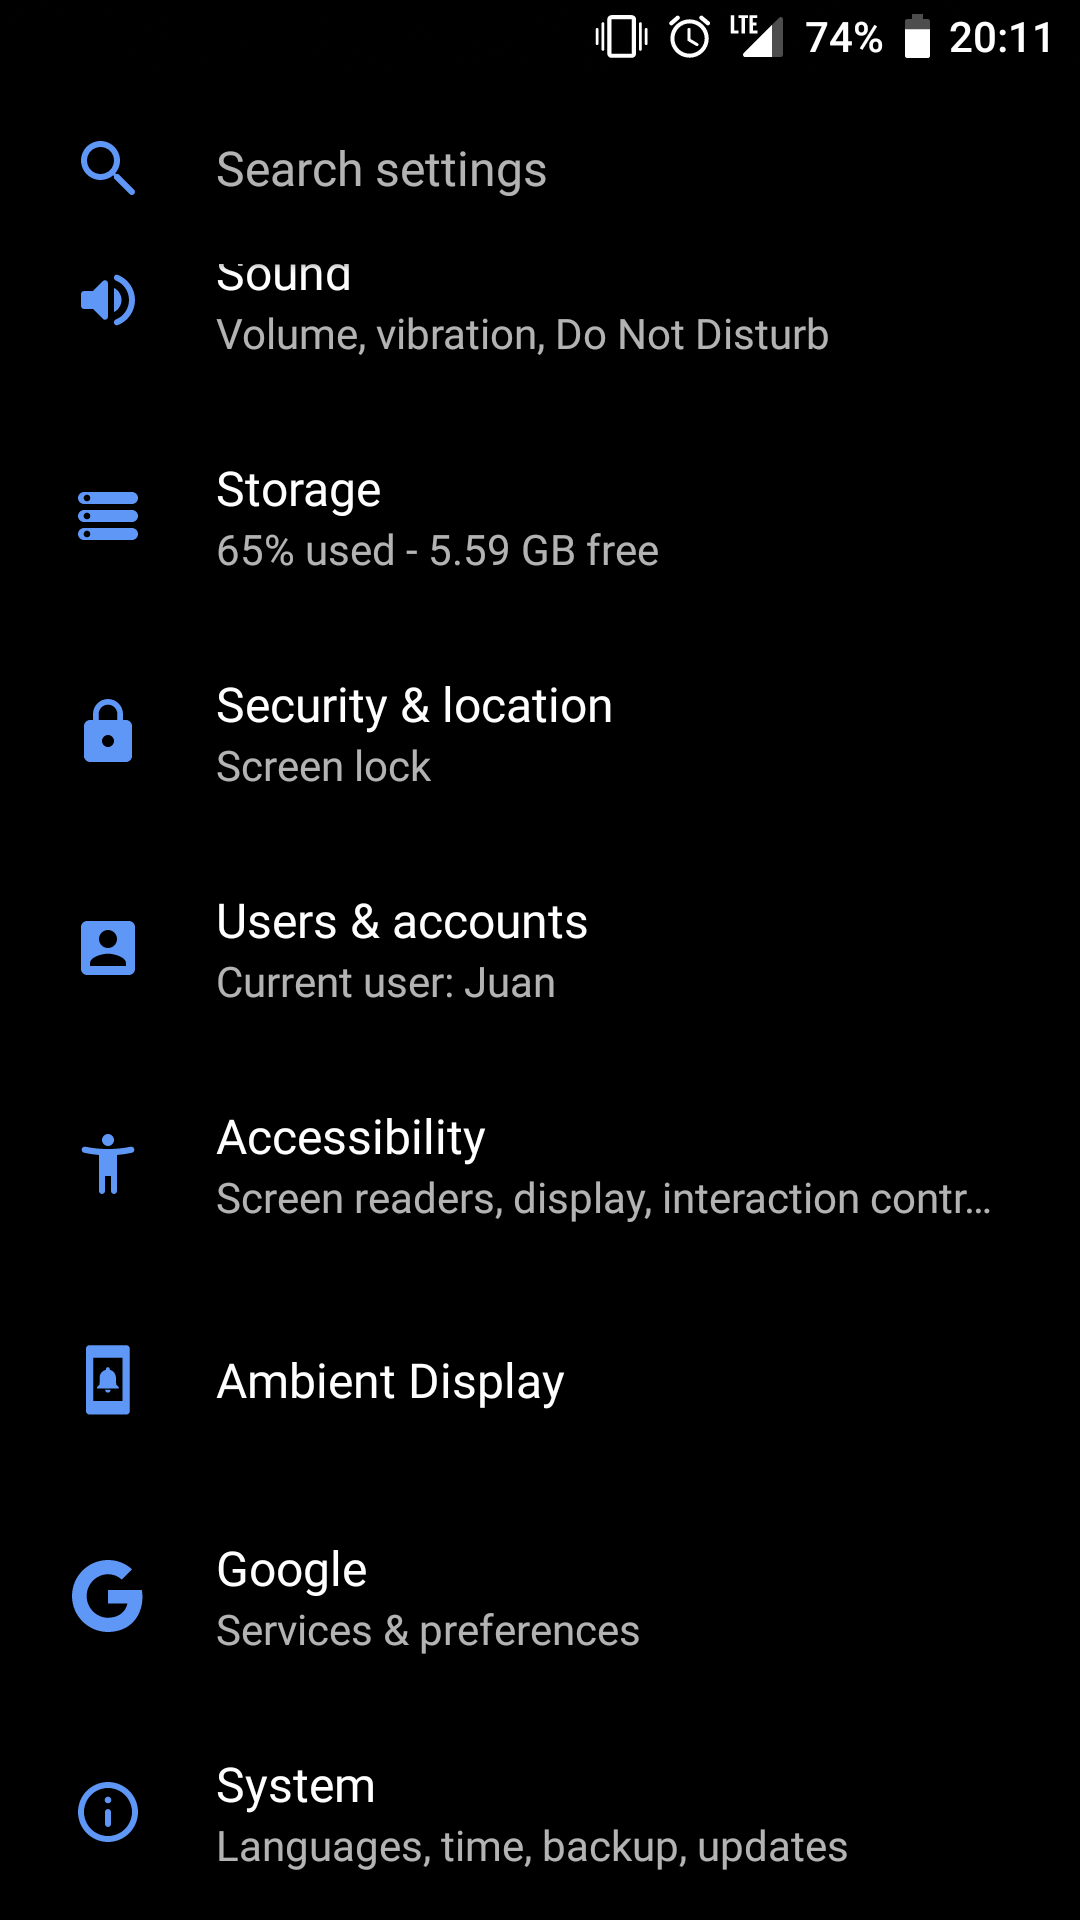 LTE 74% 20:11
Search settings
Sound
Volume, vibration, Do Not Disturb
Storage
65% used - 5.59 GB free
Security & location
Screen lock
Users & accounts
Current user: Juan
Accessibility
Screen readers, display, interaction contr...
Ambient Display
Google
Services & preferences
System
Languages, time, backup, updates